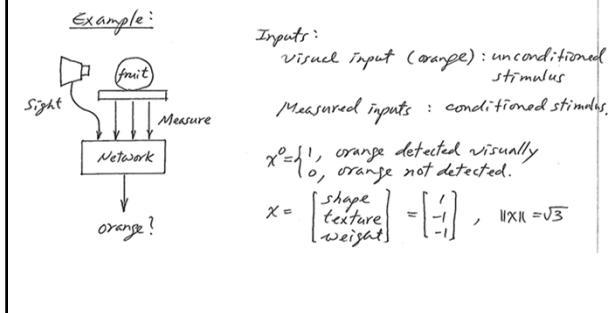 Example:
fruit
Sight
Measure
Network
orange?
Inputs:
visual input (orange) : unconditioned
stimulus
Measured inputs : conditioned stimulus.
x⁰ = { 1, orange detected visually
0, orange not detected.
x = [shape texture weight] = [1 -1 -1] , ||x|| = √3